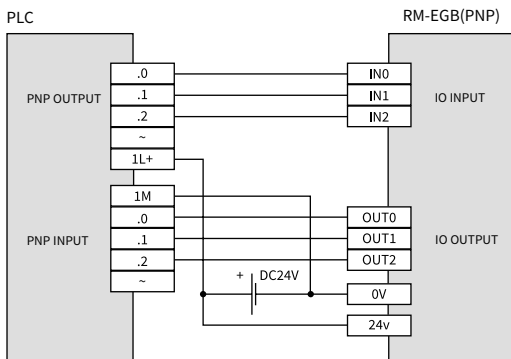 PLC
RM-EGB(PNP)
.0
IN0
PNP OUTPUT
.1
IN1
IO INPUT
.2
IN2
~
1L+
1M
.0
OUT0
PNP INPUT
.1
OUT1
IO OUTPUT
.2
OUT2
~
+ DC24V
0V
24v